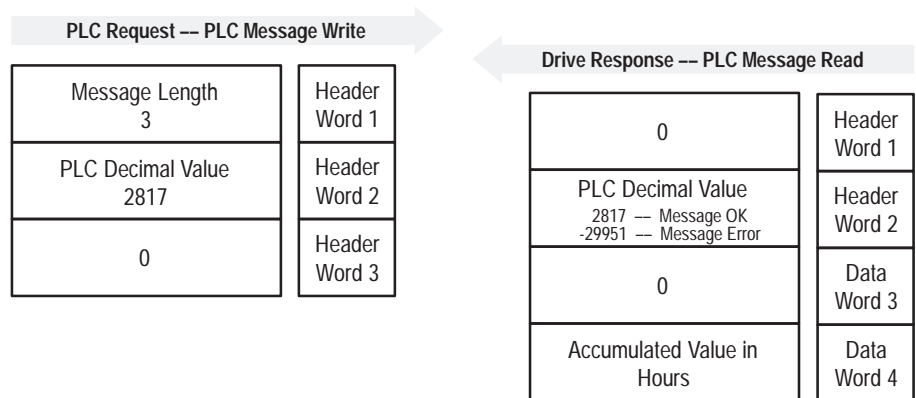 PLC Request –– PLC Message Write
Message Length
3
Header
Word 1
PLC Decimal Value
2817
Header
Word 2
0
Header
Word 3
Drive Response –– PLC Message Read
0
Header
Word 1
PLC Decimal Value
2817 –– Message OK
-29951 –– Message Error
Header
Word 2
0
Data
Word 3
Accumulated Value in
Hours
Data
Word 4